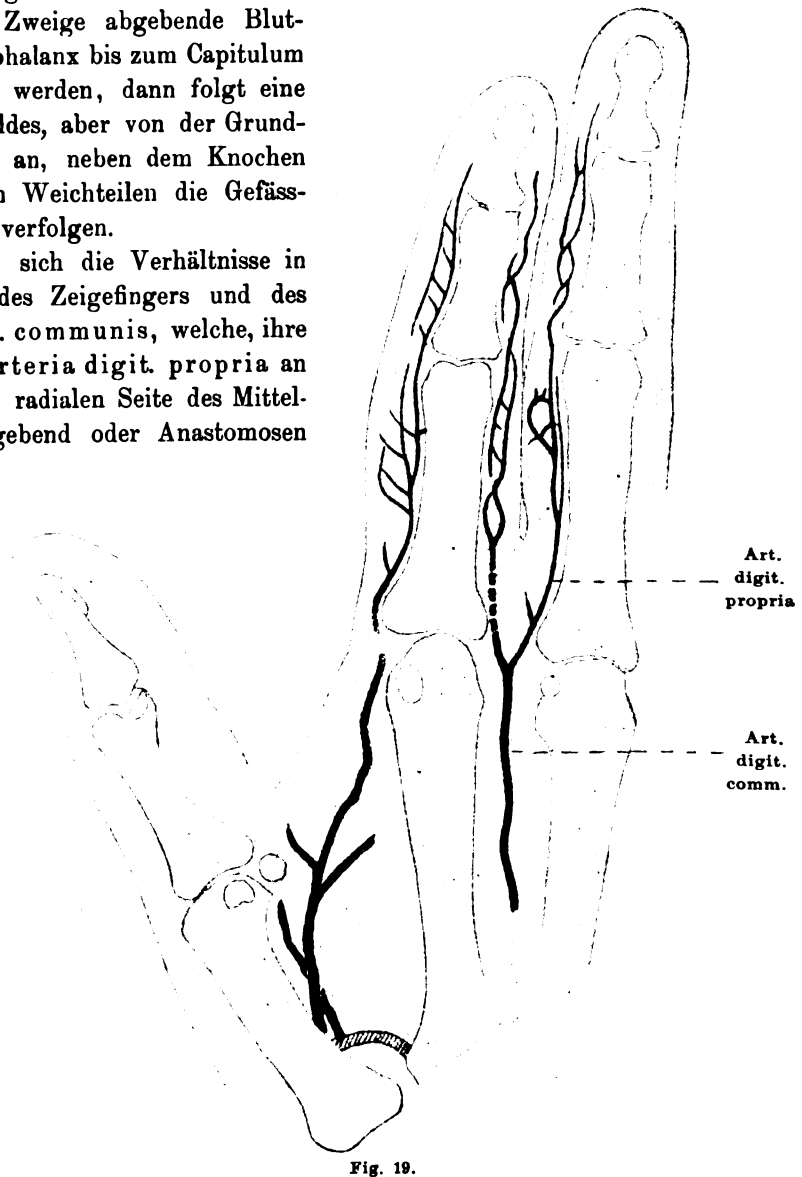 Zweige abgebende Blut-
phalanx bis zum Capitulum
werden, dann folgt eine
ldes, aber von der Grund-
an, neben dem Knochen
n Weichteilen die Gefäss-
verfolgen.
sich die Verhältnisse in
des Zeigefingers und des
. communis, welche, ihre
rteria digit. propria an
radialen Seite des Mittel-
gebend oder Anastomosen
Art.
digit.
propria
Art.
digit.
comm.
Fig. 19.